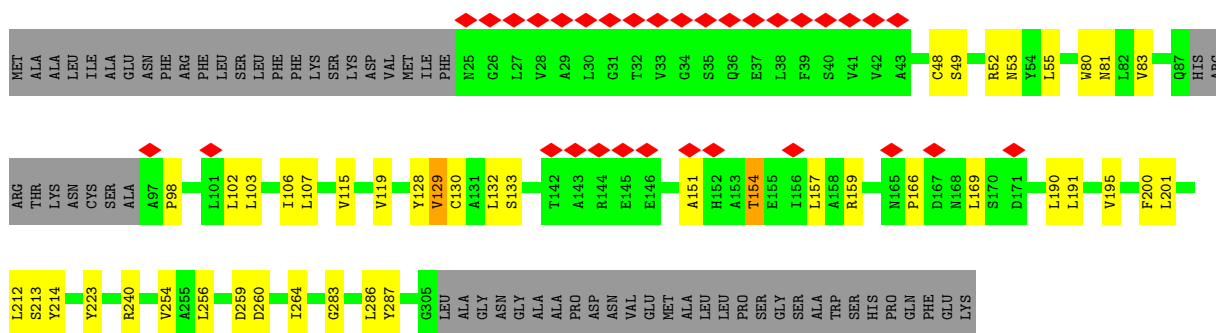 MET ALA ALA LEU ILE ALA GLU ASN PHE ARG PHE LEU SER LEU PHE PHE LYS SER LYS ASP VAL MET ILE PHE N25 G26 L27 V28 A29 L30 G31 T32 V33 G34 S35 Q36 E37 L38 F39 S40 V41 V42 A43 C48 S49 R52 N53 Y54 L55 W80 N81 L82 V83 Q87 HIS ARG
ARG THR LYS ASN CYS SER ALA A97 P98 L101 L102 L103 I106 L107 V115 V119 Y128 V129 C130 A131 L132 S133 T142 A143 R144 E145 E146 A151 H152 A153 T154 E155 I156 L157 A158 R159 N165 P166 D167 N168 L169 S170 D171 L190 L191 V195 F200 L201
L212 S213 Y214 Y223 R240 V254 A255 L256 D259 D260 I264 G283 L286 Y287 G305 LEU ALA GLY ASN GLY ALA ALA PRO ASP ASN VAL GLU MET ALA LEU LEU PRO SER GLY SER ALA TRP SER HIS PRO GLN PHE GLU LYS